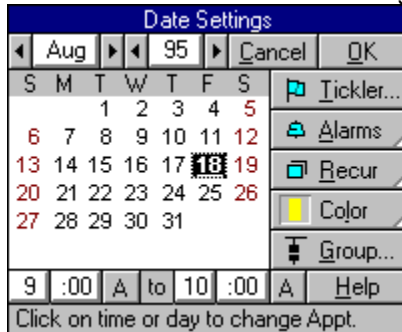 Date Settings
Aug 95 Cancel OK
S M T W T F S
1 2 3 4 5
6 7 8 9 10 11 12
13 14 15 16 17 18 19
20 21 22 23 24 25 26
27 28 29 30 31
Tickler...
Alarms
Recur
Color
Group...
9 :00 A to 10 :00 A Help
Click on time or day to change Appt.